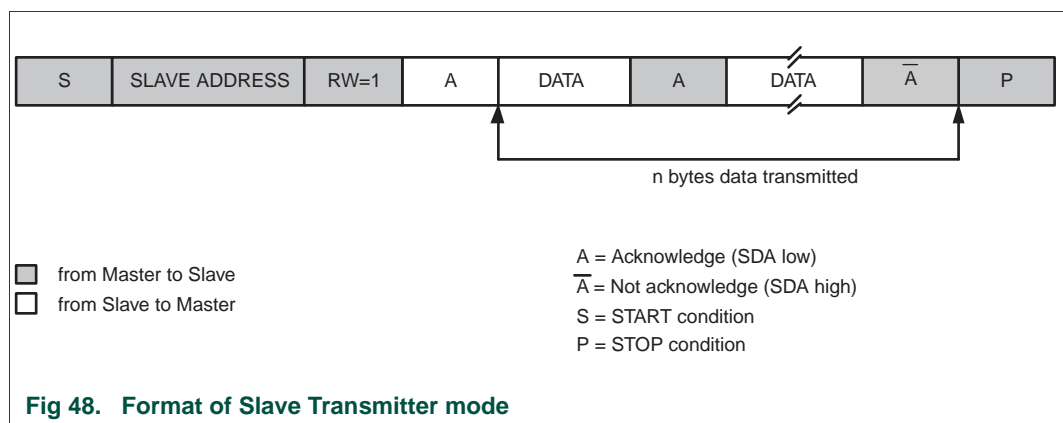 S SLAVE ADDRESS RW=1 A DATA A DATA A̅ P
n bytes data transmitted
from Master to Slave
from Slave to Master
A = Acknowledge (SDA low)
A̅ = Not acknowledge (SDA high)
S = START condition
P = STOP condition
Fig 48. Format of Slave Transmitter mode